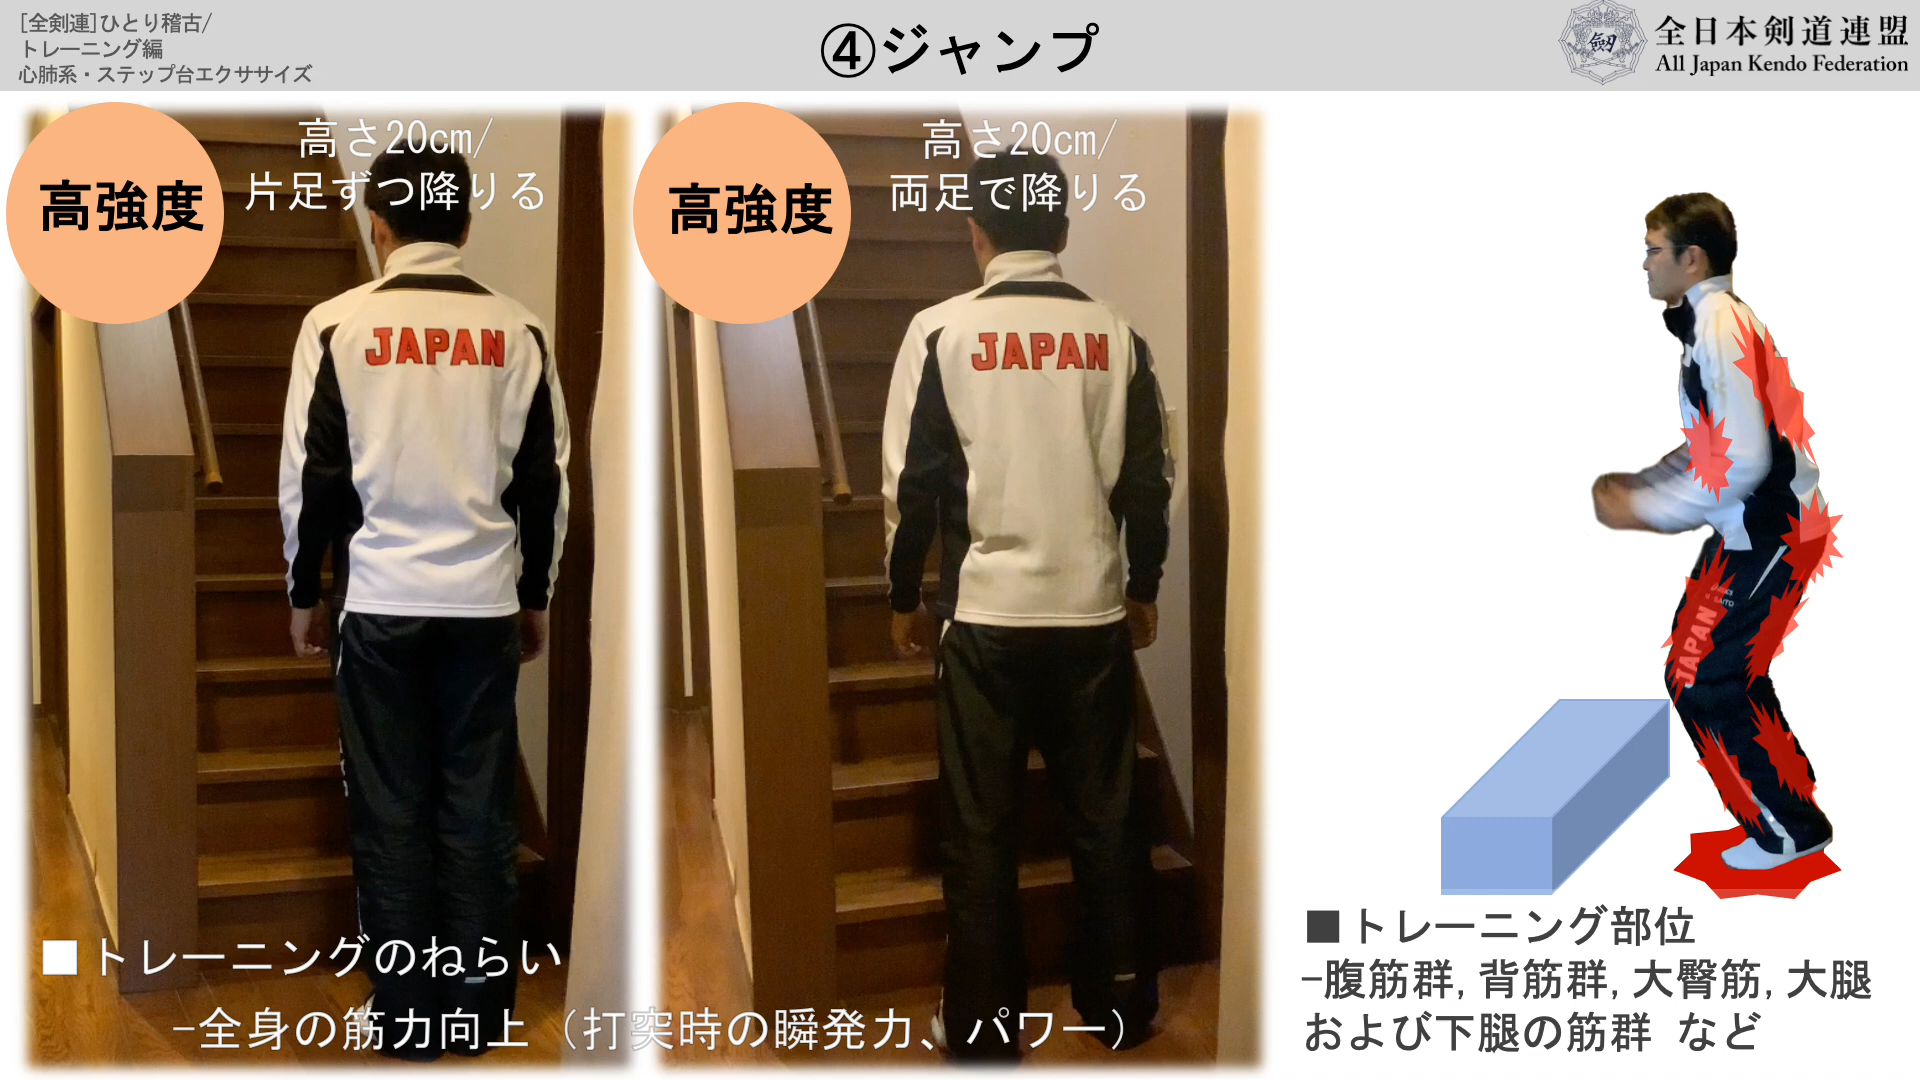 [全剣連]ひとり稽古/
トレーニング編
心肺系・ステップ台エクササイズ
④ジャンプ
全日本剣道連盟
All Japan Kendo Federation
高強度
高さ20cm/
片足ずつ降りる
JAPAN
高強度
高さ20cm/
両足で降りる
JAPAN
JAPAN
■トレーニングのねらい
−全身の筋力向上（打突時の瞬発力、パワー）
■トレーニング部位
−腹筋群, 背筋群, 大臀筋, 大腿
および下腿の筋群 など